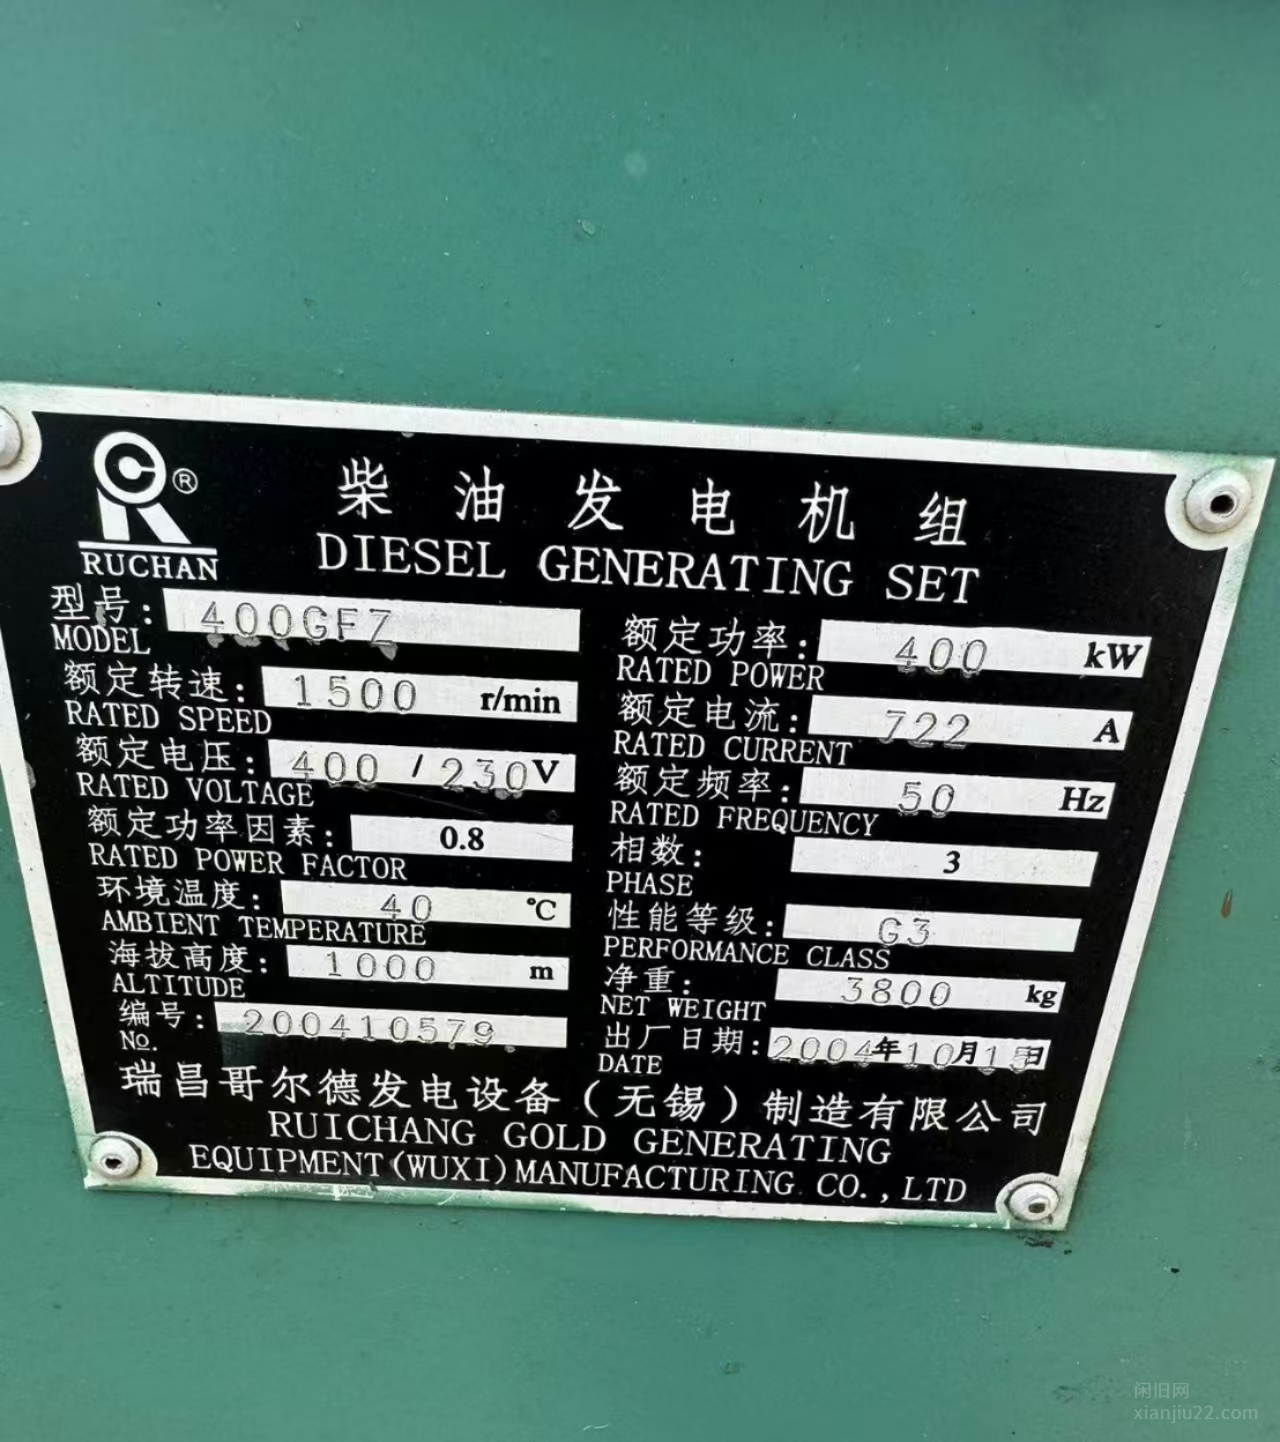 C R ®
RUCHAN
柴油发电机组
DIESEL GENERATING SET
型号: 400GFZ
MODEL
额定功率: 400 kW
RATED POWER
额定转速: 1500 r/min
RATED SPEED
额定电流: 722 A
RATED CURRENT
额定电压: 400 / 230 V
RATED VOLTAGE
额定频率: 50 Hz
RATED FREQUENCY
额定功率因素: 0.8
RATED POWER FACTOR
相数: 3
PHASE
环境温度: 40 ℃
AMBIENT TEMPERATURE
性能等级: G3
PERFORMANCE CLASS
海拔高度: 1000 m
ALTITUDE
净重: 3800 kg
NET WEIGHT
编号: 200410579
No.
出厂日期: 2004年10月15日
DATE
瑞昌哥尔德发电设备(无锡)制造有限公司
RUICHANG GOLD GENERATING
EQUIPMENT(WUXI)MANUFACTURING CO.,LTD
闲旧网
xianjiu22.com